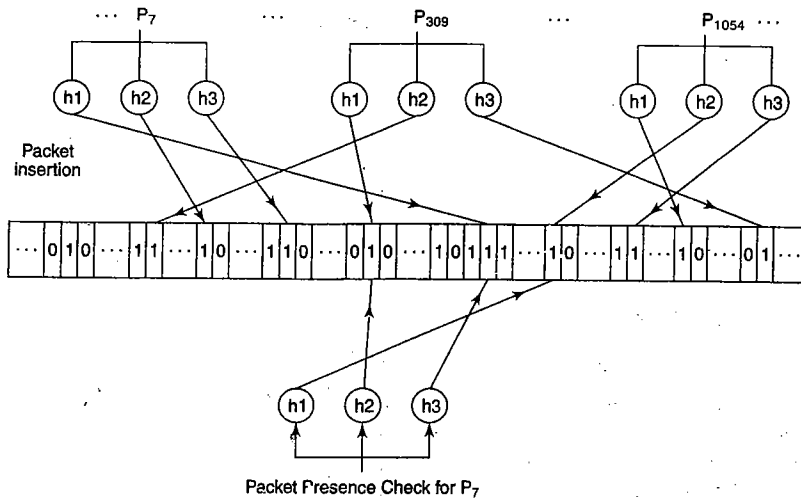 ... P7 ... P309 ... P1054 ...
h1 h2 h3 h1 h2 h3 h1 h2 h3
Packet
insertion
... 0 1 0 ... 1 1 ... 1 0 ... 1 1 0 ... 0 1 0 ... 1 0 1 1 1 ... 1 0 ... 1 1 ... 1 0 ... 0 1 ...
h1 h2 h3
Packet Presence Check for P7